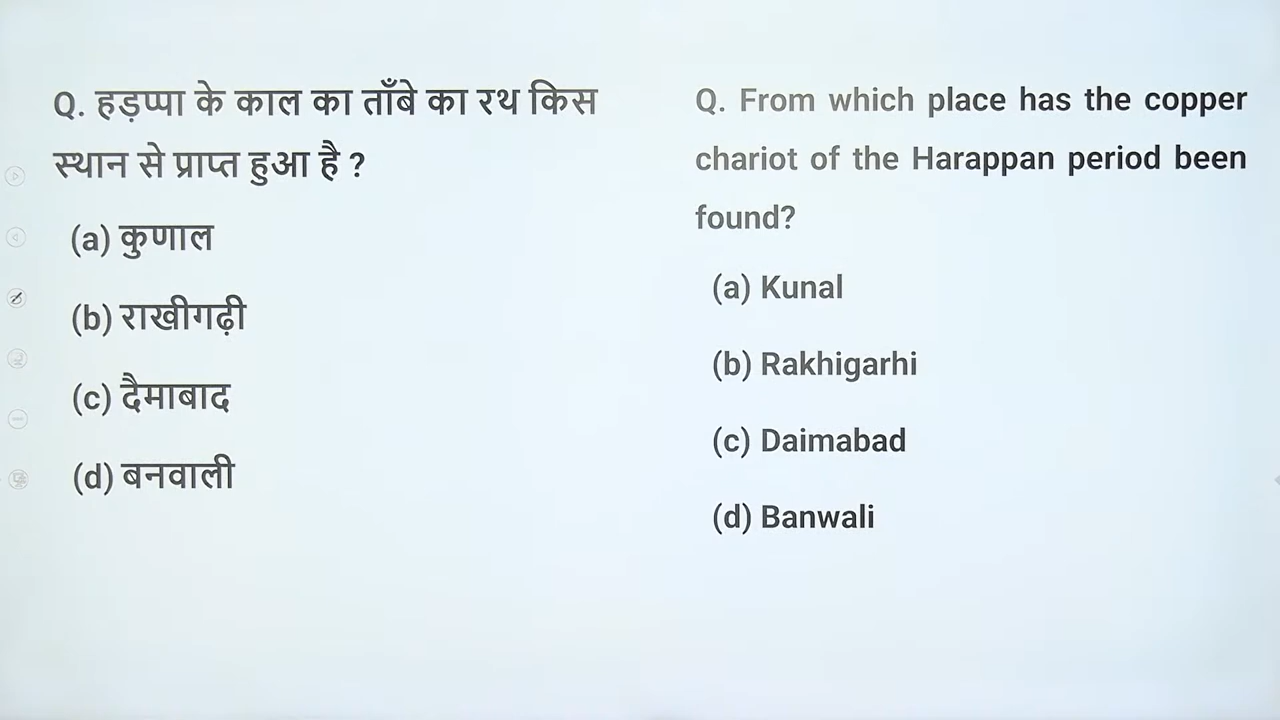 Q. हड़प्पा के काल का ताँबे का रथ किस
स्थान से प्राप्त हुआ है ?
(a) कुणाल
(b) राखीगढ़ी
(c) दैमाबाद
(d) बनवाली
Q. From which place has the copper
chariot of the Harappan period been
found?
(a) Kunal
(b) Rakhigarhi
(c) Daimabad
(d) Banwali